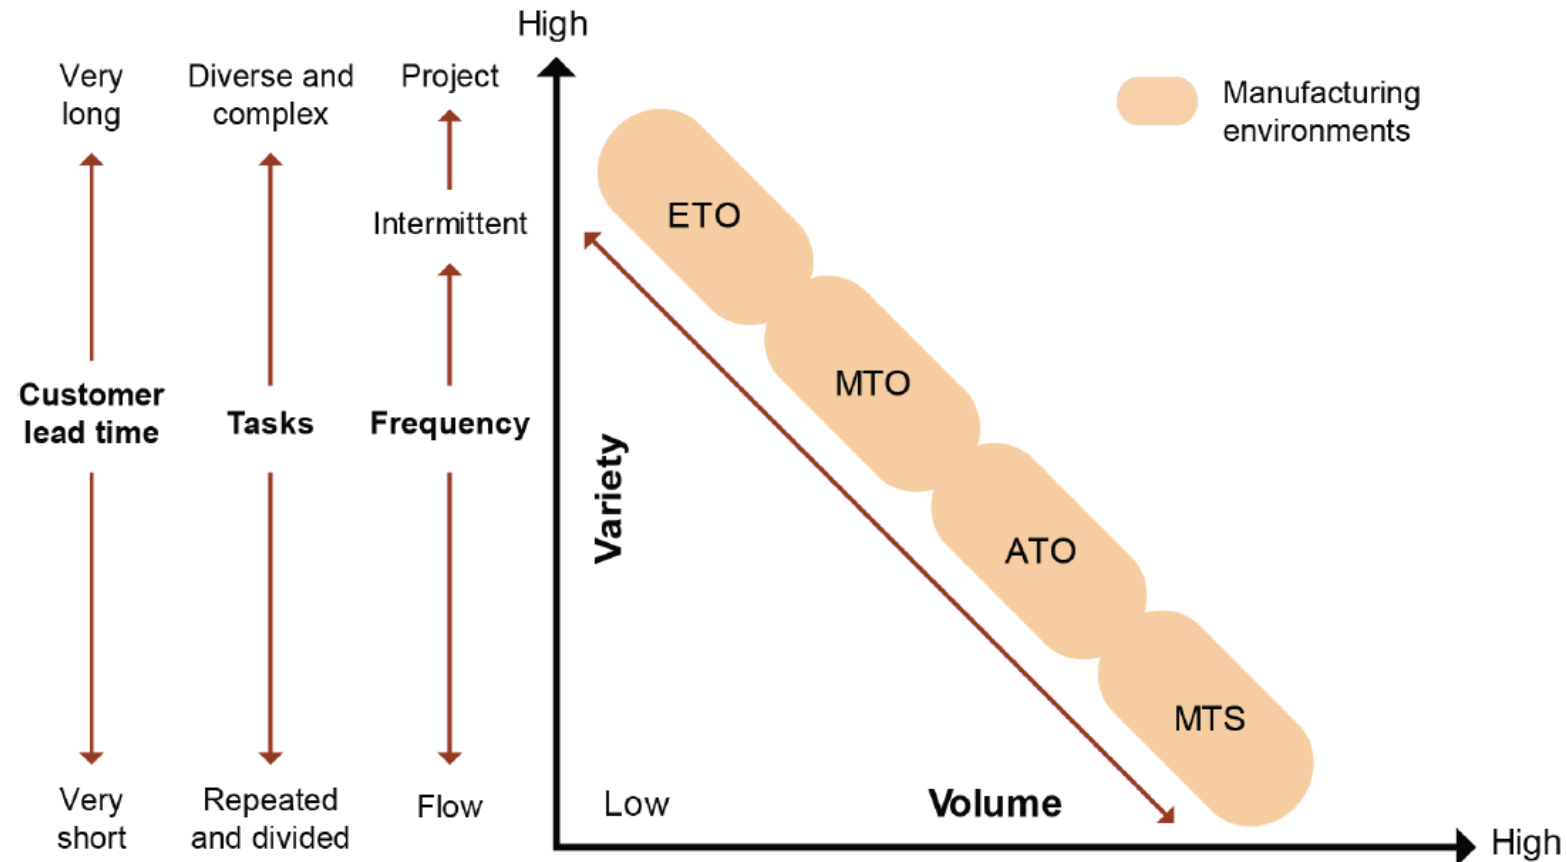 High
Very
long
Diverse and
complex
Project
Manufacturing
environments
ETO
Intermittent
MTO
Customer
lead time
Tasks
Frequency
Variety
ATO
MTS
Very
short
Repeated
and divided
Flow
Low
Volume
High